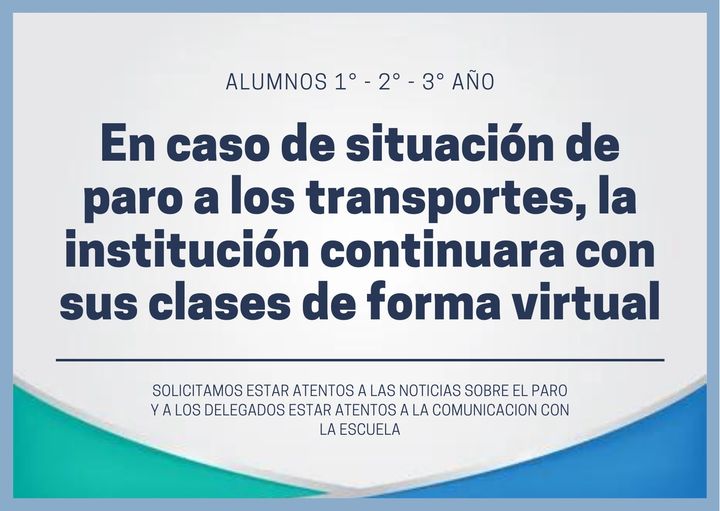 ALUMNOS 1° - 2° - 3° AÑO
En caso de situación de
paro a los transportes, la
institución continuara con
sus clases de forma virtual
SOLICITAMOS ESTAR ATENTOS A LAS NOTICIAS SOBRE EL PARO
Y A LOS DELEGADOS ESTAR ATENTOS A LA COMUNICACION CON
LA ESCUELA